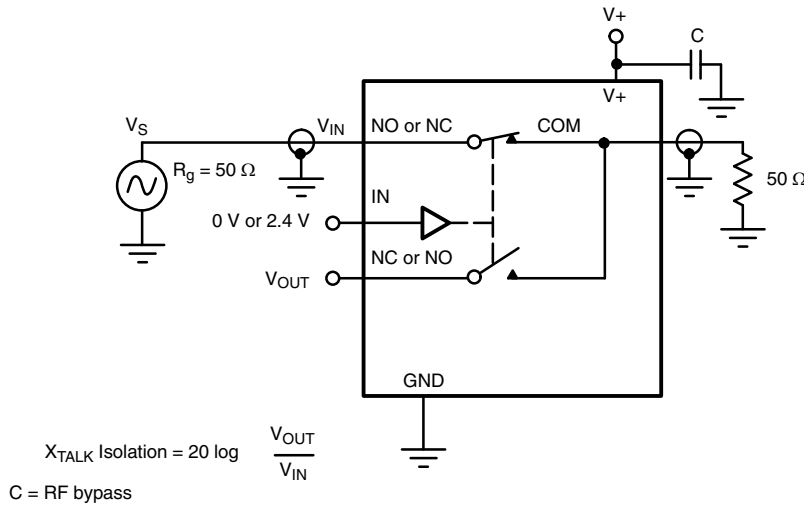 V+
C
V+
VS
VIN
NO or NC
COM
Rg = 50 Ω
50 Ω
IN
0 V or 2.4 V
NC or NO
VOUT
GND
XTALK Isolation = 20 log VOUT
VIN
C = RF bypass